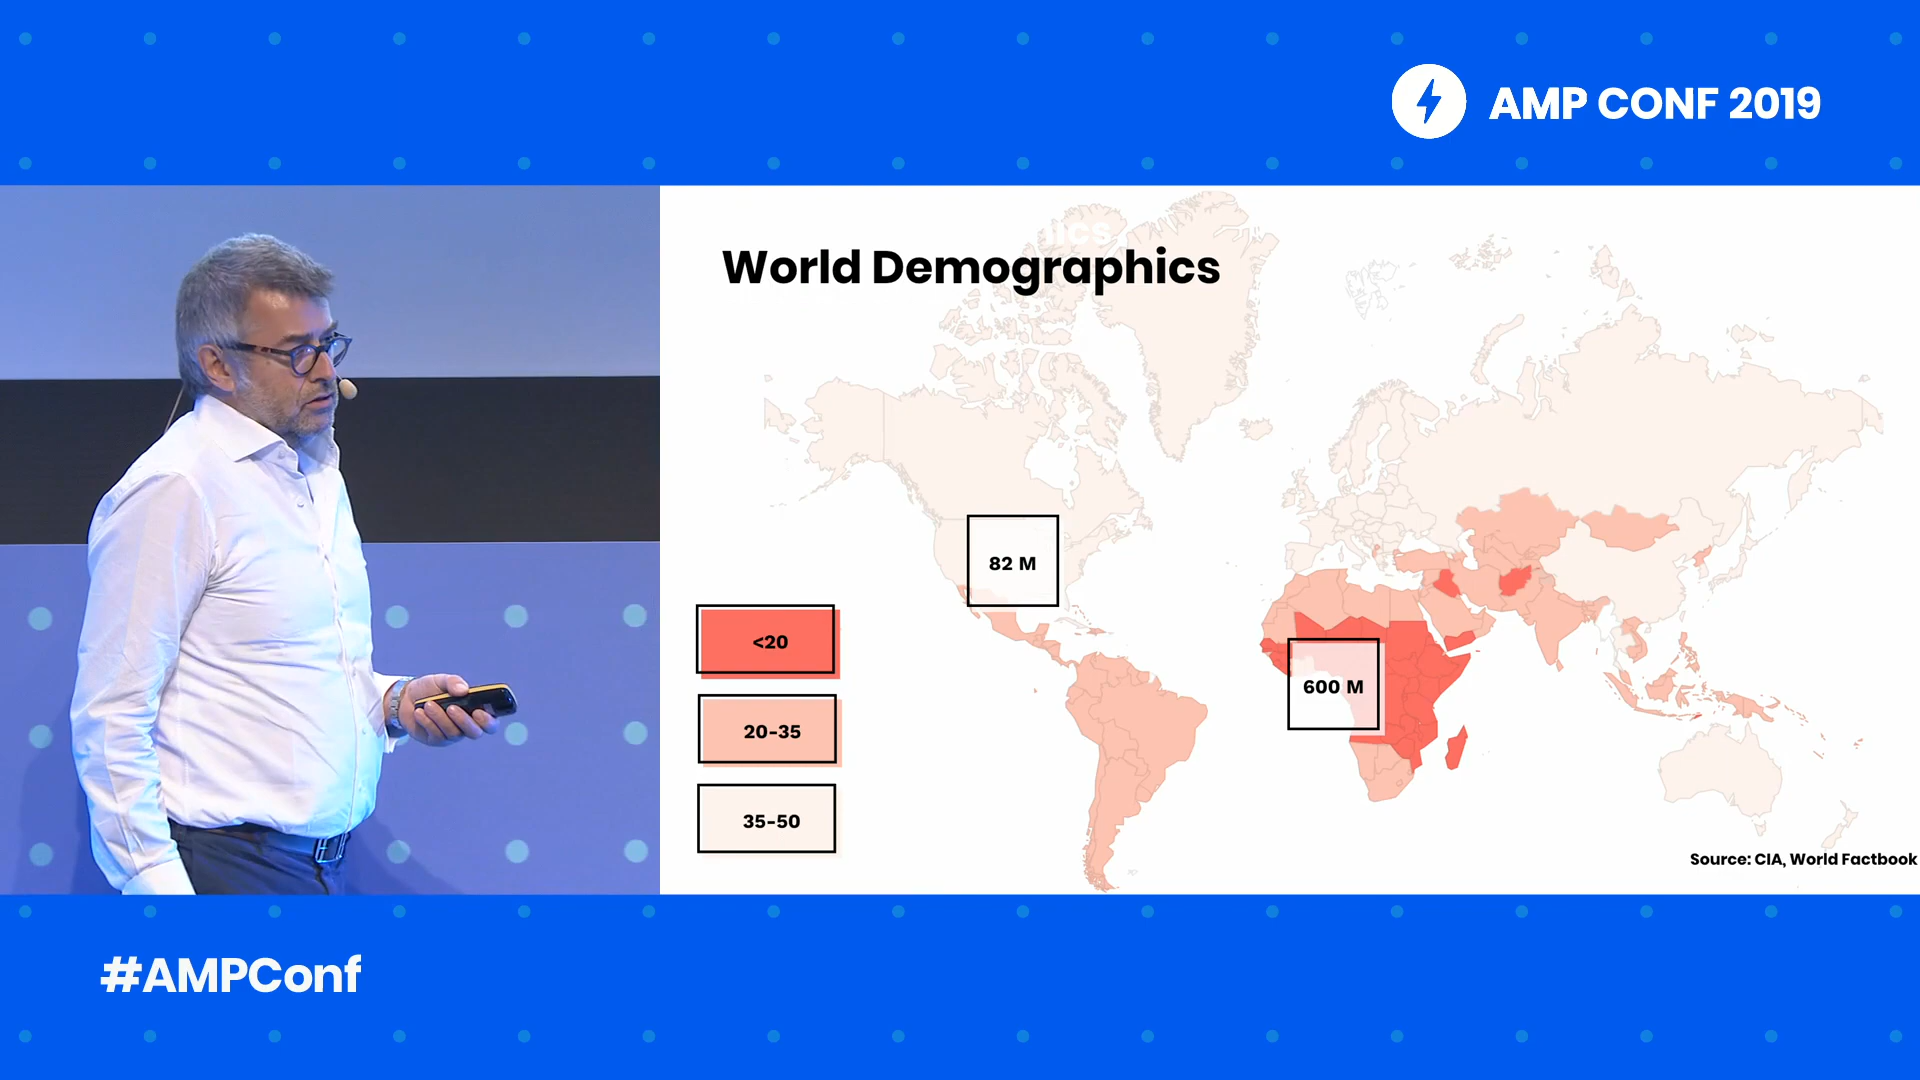 AMP CONF 2019
World Demographics
82 M
<20
600 M
20-35
35-50
Source: CIA, World Factbook
#AMPConf